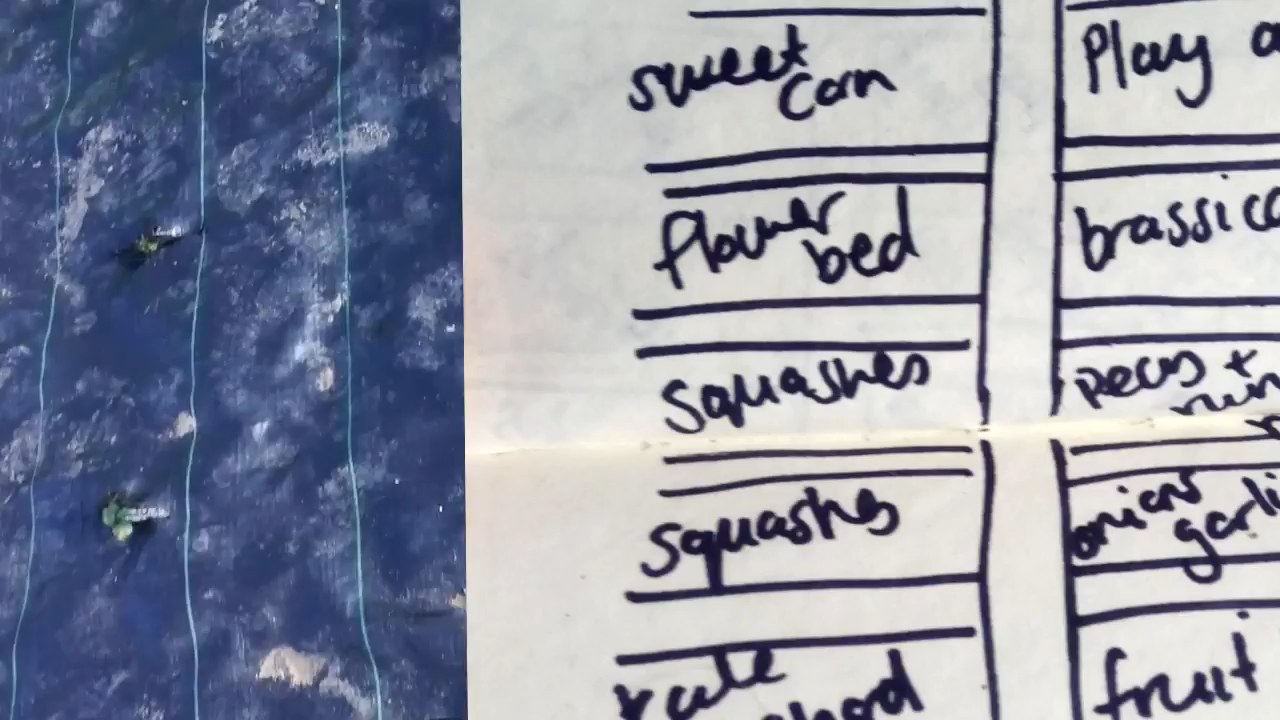 sweet
corn
flower
bed
squashes
squashes
kale
Play
brassic
peas +
onions
garli
fruit